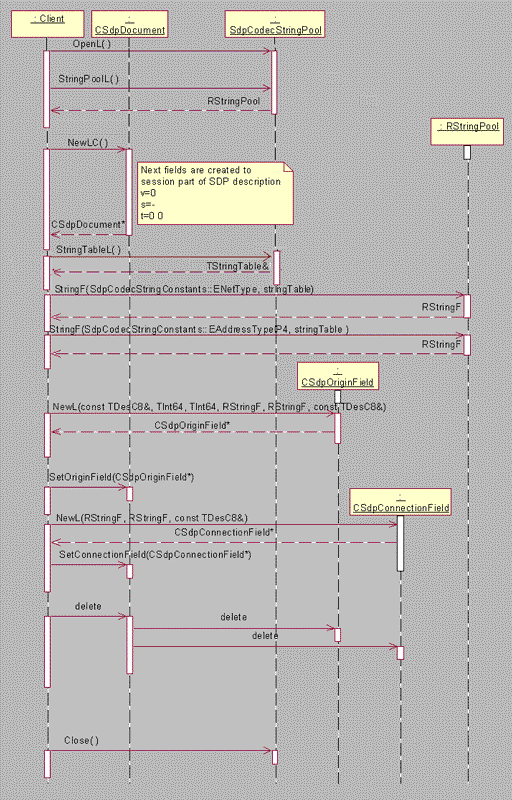 : Client
:
CSdpDocument
:
SdpCodecStringPool
OpenL( )
StringPoolL( )
RStringPool
: RStringPool
NewLC( )
Next fields are created to
session part of SDP description
v=0
s=-
t=0 0
CSdpDocument*
StringTableL( )
TStringTable&
StringF(SdpCodecStringConstants::ENetType, stringTable)
RStringF
StringF(SdpCodecStringConstants::EAddressTypeIP4, stringTable )
RStringF
:
CSdpOriginField
NewL(const TDesC8&, TInt64, TInt64, RStringF, RStringF, const TDesC8&)
CSdpOriginField*
SetOriginField(CSdpOriginField*)
:
CSdpConnectionField
NewL(RStringF, RStringF, const TDesC8&)
CSdpConnectionField*
SetConnectionField(CSdpConnectionField*)
delete
delete
delete
Close( )